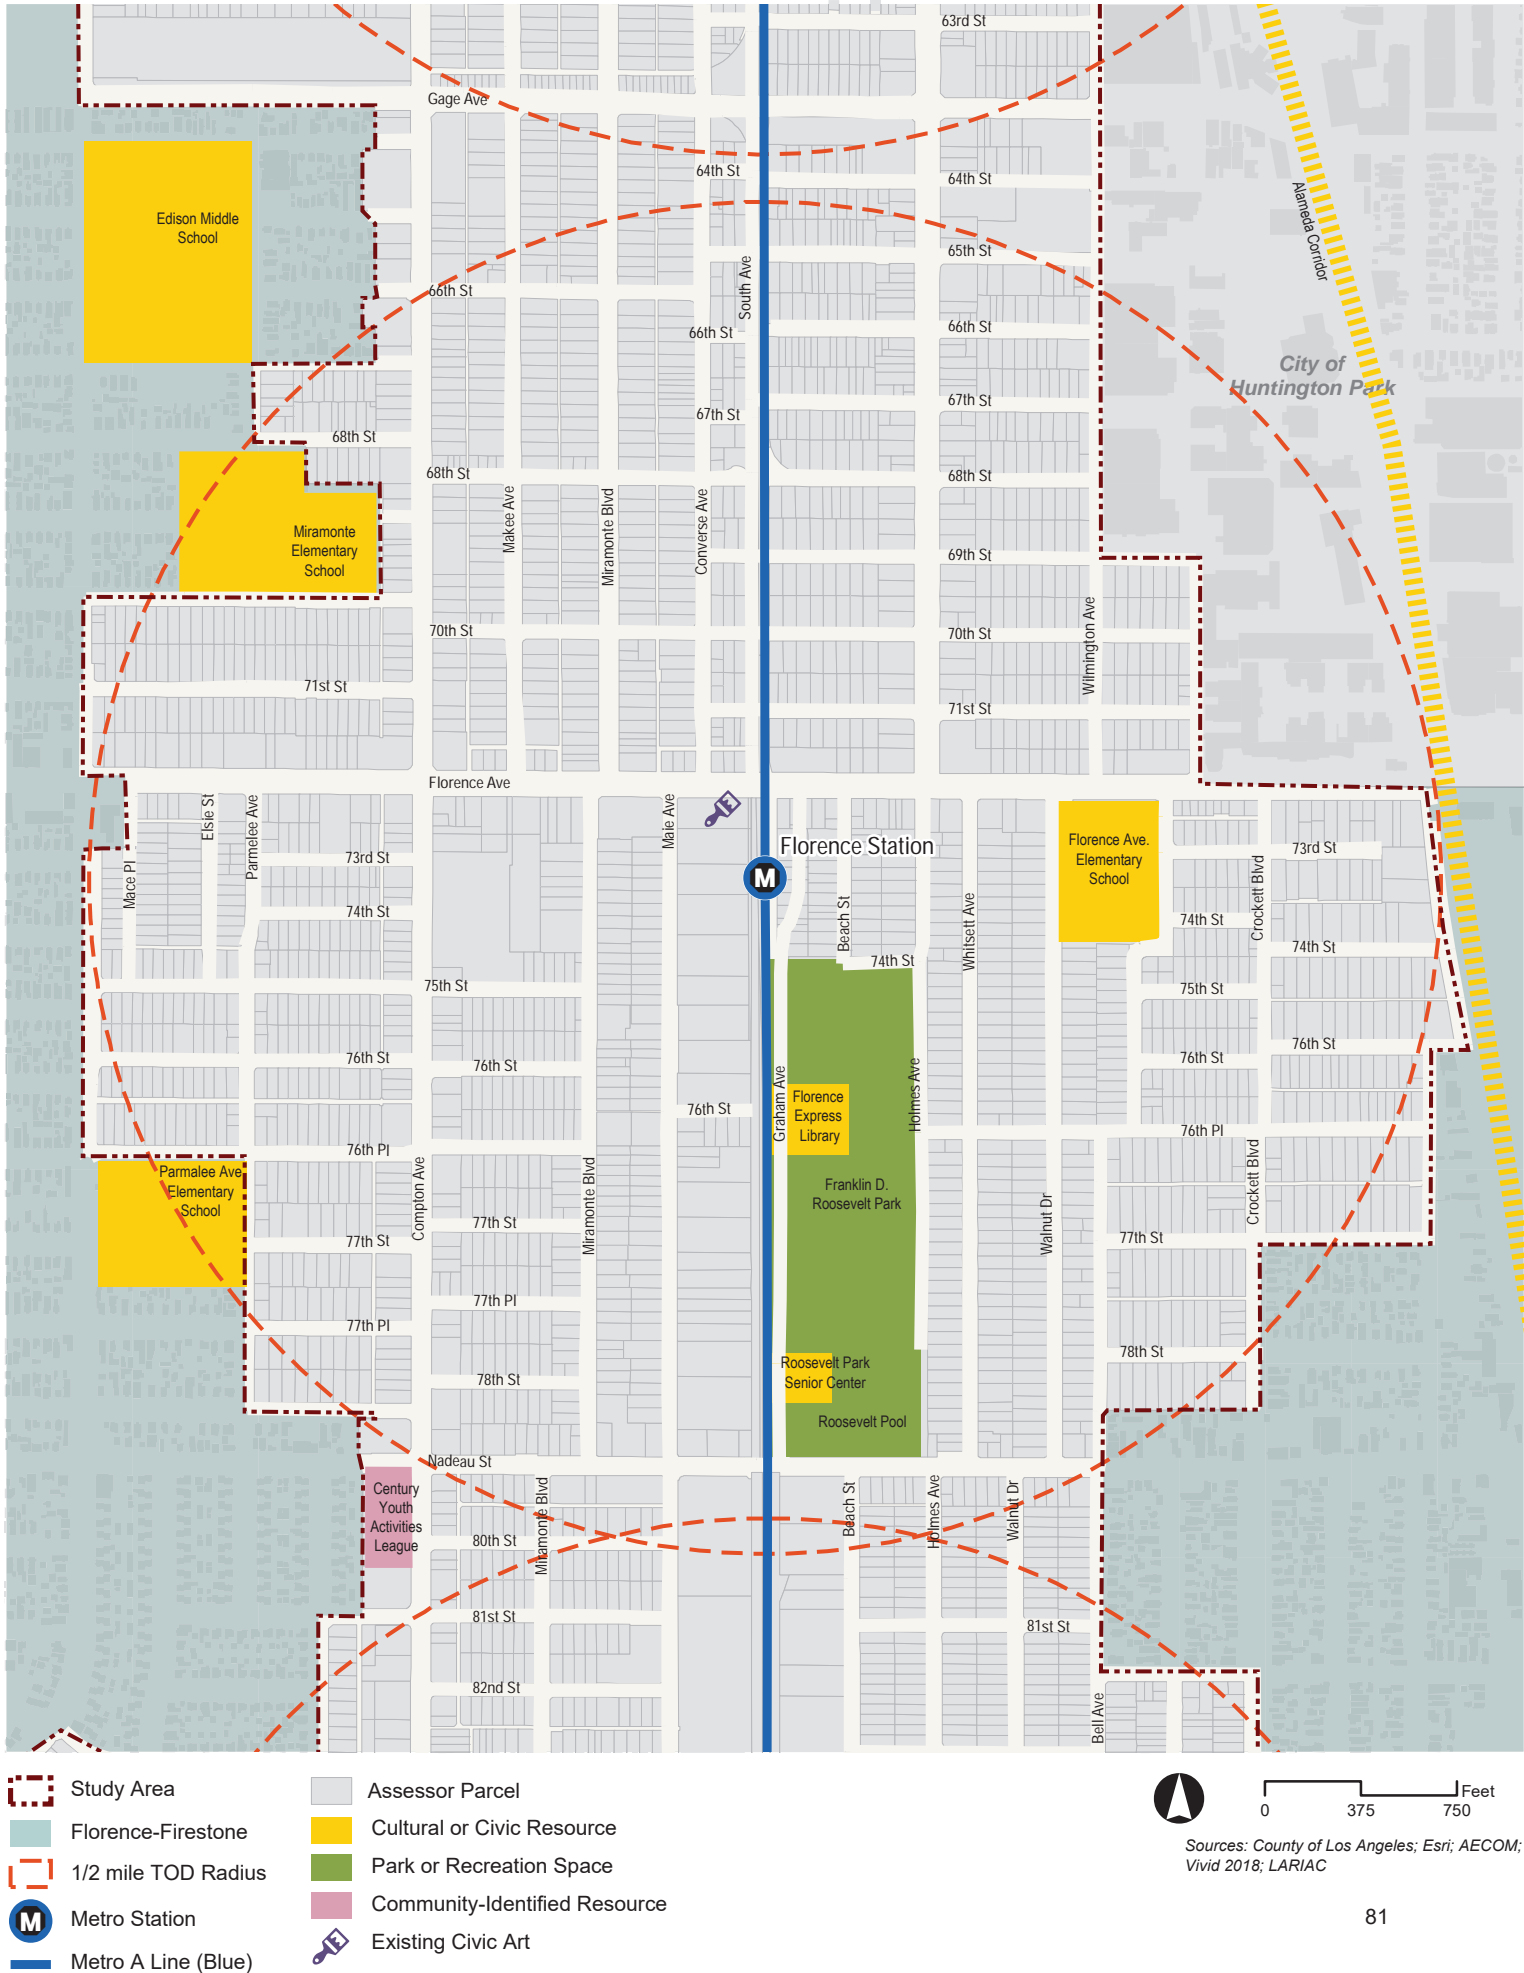 63rd St
Gage Ave
64th St
64th St
Alameda Corridor
Edison Middle
School
65th St
South Ave
66th St
66th St
66th St
City of
Huntington Park
67th St
67th St
68th St
68th St
68th St
Makee Ave
Miramonte Blvd
Converse Ave
Miramonte
Elementary
School
69th St
70th St
70th St
Wilmington Ave
71st St
71st St
Florence Ave
Elsie St
Parmelee Ave
Maie Ave
Florence Station
M
Florence Ave.
Elementary
School
73rd St
73rd St
Mace Pl
74th St
Beach St
Whitsett Ave
74th St
Crockett Blvd
74th St
74th St
75th St
75th St
76th St
76th St
76th St
76th St
76th St
Graham Ave
Florence
Express
Library
Holmes Ave
76th Pl
76th Pl
Parmalee Ave
Elementary
School
Compton Ave
Miramonte Blvd
Franklin D.
Roosevelt Park
Walnut Dr
Crockett Blvd
77th St
77th St
77th St
77th Pl
77th Pl
78th St
78th St
Roosevelt Park
Senior Center
Roosevelt Pool
Nadeau St
Century
Youth
Activities
League
Miramonte Blvd
80th St
Beach St
Holmes Ave
Walnut Dr
81st St
81st St
82nd St
Bell Ave
Study Area
Florence-Firestone
1/2 mile TOD Radius
M
Metro Station
Metro A Line (Blue)
Assessor Parcel
Cultural or Civic Resource
Park or Recreation Space
Community-Identified Resource
Existing Civic Art
Feet
0 375 750
Sources: County of Los Angeles; Esri; AECOM;
Vivid 2018; LARIAC
81